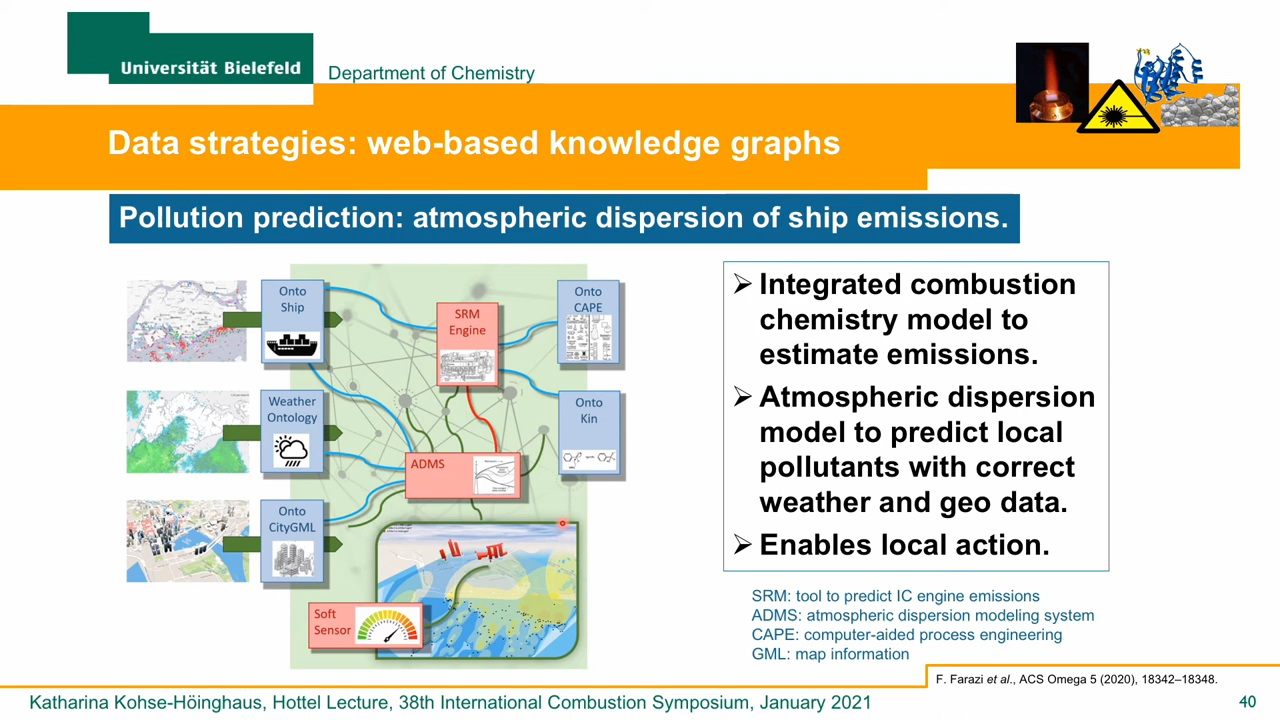 Universität Bielefeld
Department of Chemistry
Data strategies: web-based knowledge graphs
Pollution prediction: atmospheric dispersion of ship emissions.
Onto
Ship
SRM
Engine
Onto
CAPE
Weather
Ontology
Onto
Kin
ADMS
Onto
CityGML
Soft
Sensor
➢ Integrated combustion
chemistry model to
estimate emissions.
➢ Atmospheric dispersion
model to predict local
pollutants with correct
weather and geo data.
➢ Enables local action.
SRM: tool to predict IC engine emissions
ADMS: atmospheric dispersion modeling system
CAPE: computer-aided process engineering
GML: map information
F. Farazi et al., ACS Omega 5 (2020), 18342–18348.
Katharina Kohse-Höinghaus, Hottel Lecture, 38th International Combustion Symposium, January 2021
40